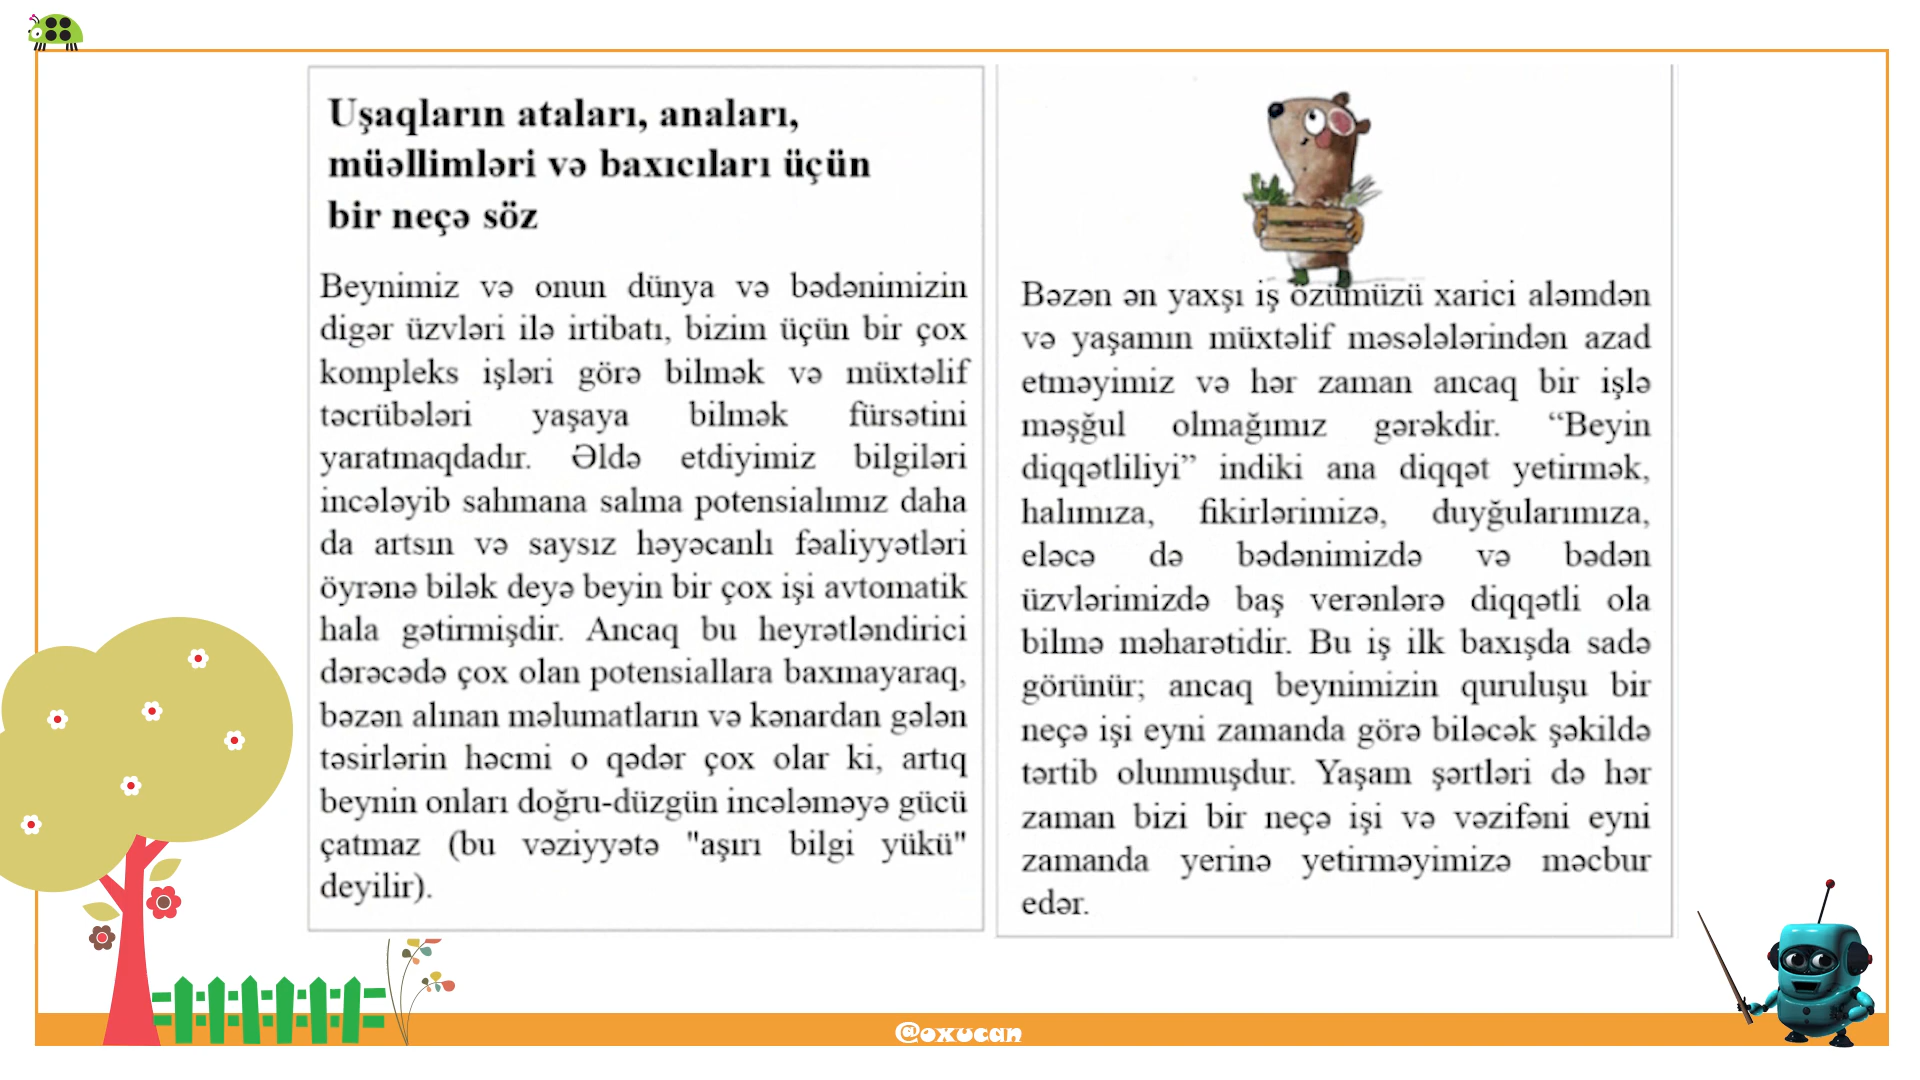 Uşaqların ataları, anaları,
müəllimləri və baxıcıları üçün
bir neçə söz
Beynimiz və onun dünya və bədənimizin
digər üzvləri ilə irtibatı, bizim üçün bir çox
kompleks işləri görə bilmək və müxtəlif
təcrübələri yaşaya bilmək fürsətini
yaratmaqdadır. Əldə etdiyimiz bilgiləri
incələyib sahmana salma potensialımız daha
da artsın və saysız həyəcanlı fəaliyyətləri
öyrənə bilək deyə beyin bir çox işi avtomatik
hala gətirmişdir. Ancaq bu heyrətləndirici
dərəcədə çox olan potensiallara baxmayaraq,
bəzən alınan məlumatların və kənardan gələn
təsirlərin həcmi o qədər çox olar ki, artıq
beynin onları doğru-düzgün incələməyə gücü
çatmaz (bu vəziyyətə "aşırı bilgi yükü"
deyilir).
Bəzən ən yaxşı iş özümüzü xarici aləmdən
və yaşamın müxtəlif məsələlərindən azad
etməyimiz və hər zaman ancaq bir işlə
məşğul olmağımız gərəkdir. “Beyin
diqqətliliyi” indiki ana diqqət yetirmək,
halımıza, fikirlərimizə, duyğularımıza,
eləcə də bədənimizdə və bədən
üzvlərimizdə baş verənlərə diqqətli ola
bilmə məharətidir. Bu iş ilk baxışda sadə
görünür; ancaq beynimizin quruluşu bir
neçə işi eyni zamanda görə biləcək şəkildə
tərtib olunmuşdur. Yaşam şərtləri də hər
zaman bizi bir neçə işi və vəzifəni eyni
zamanda yerinə yetirməyimizə məcbur
edər.
@oxucan